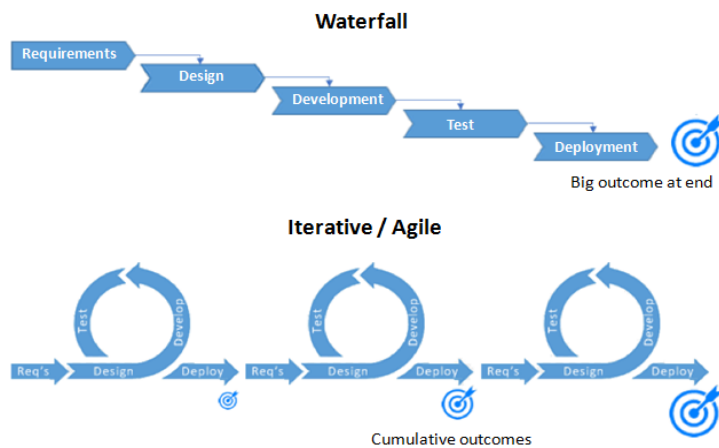 Waterfall
Requirements
Design
Development
Test
Deployment
Big outcome at end
Iterative / Agile
Test
Develop
Req's
Design
Deploy
Test
Develop
Req's
Design
Deploy
Test
Develop
Req's
Design
Deploy
Cumulative outcomes